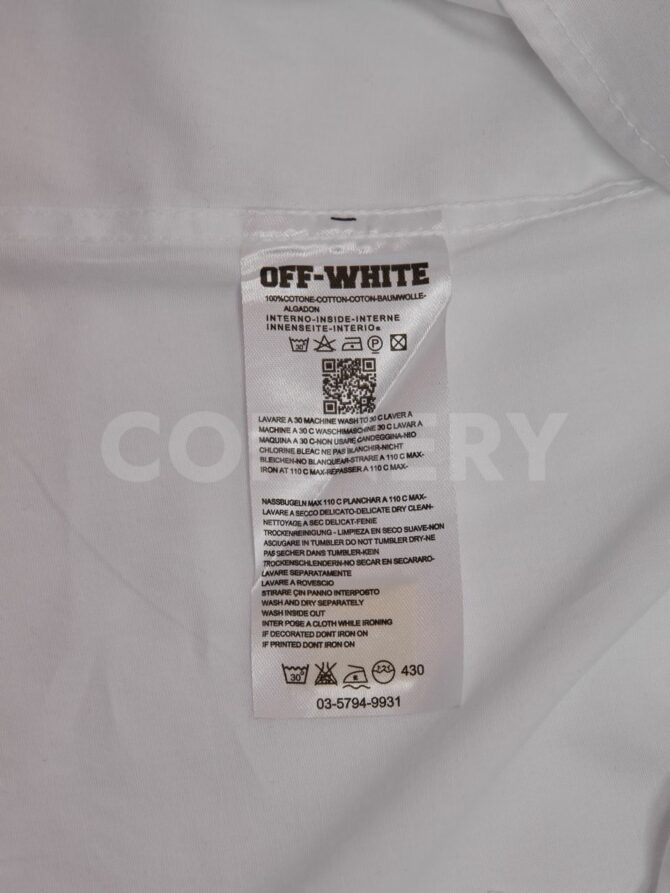 OFF-WHITE
100%COTONE-COTTON-COTON-BAUMWOLLE-
ALGADON
INTERNO-INSIDE-INTERNE
INNENSEITE-INTERIO
30 P
LAVARE A 30 MACHINE WASH TO 30 C LAVER A
MACHINE A 30 C WASCHIMASCHINE 30 C LAVAR A
MAQUINA A 30 C-NON USARE CANDEGGINA-NIO
CHLORINE BLEAC NE PAS BLANCHIR-NICHT
BLEICHEN-NO BLANQUEAR-STRARE A 110 C MAX-
IRON AT 110 C MAX-REPASSER A 110 C MAX-
NASSBUGELN MAX 110 C PLANCHAR A 110 C MAX-
LAVARE A SECCO DELICATO-DELICATE DRY CLEAN-
NETTOYAGE A SEC DELICAT-FENIE
TROCKENREINIGUNG - LIMPIEZA EN SECO SUAVE-NON
ASCIUGARE IN TUMBLER DO NOT TUMBLER DRY-NE
PAS SECHER DANS TUMBLER-KEIN
TROCKENSCHLENDERN-NO SECAR EN SECARARO-
LAVARE SEPARATAMENTE
LAVARE A ROVESCIO
STIRARE ÇIN PANNO INTERPOSTO
WASH AND DRY SEPARATELY
WASH INSIDE OUT
INTER POSE A CLOTH WHILE IRONING
IF DECORATED DONT IRON ON
IF PRINTED DONT IRON ON
30° 430
03-5794-9931